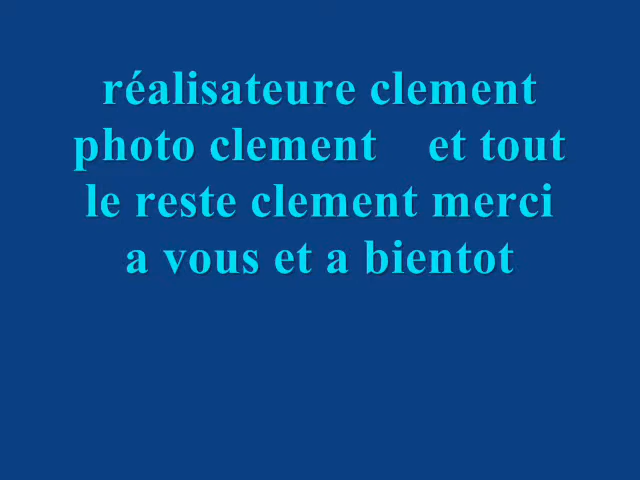 réalisateure clement
photo clement    et tout
le reste clement merci
a vous et a bientot